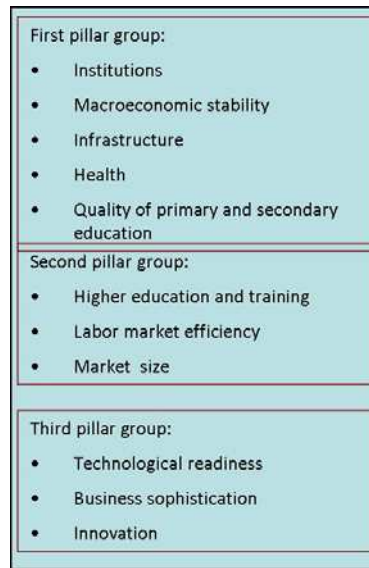 First pillar group:
• Institutions
• Macroeconomic stability
• Infrastructure
• Health
• Quality of primary and secondary
education
Second pillar group:
• Higher education and training
• Labor market efficiency
• Market size
Third pillar group:
• Technological readiness
• Business sophistication
• Innovation